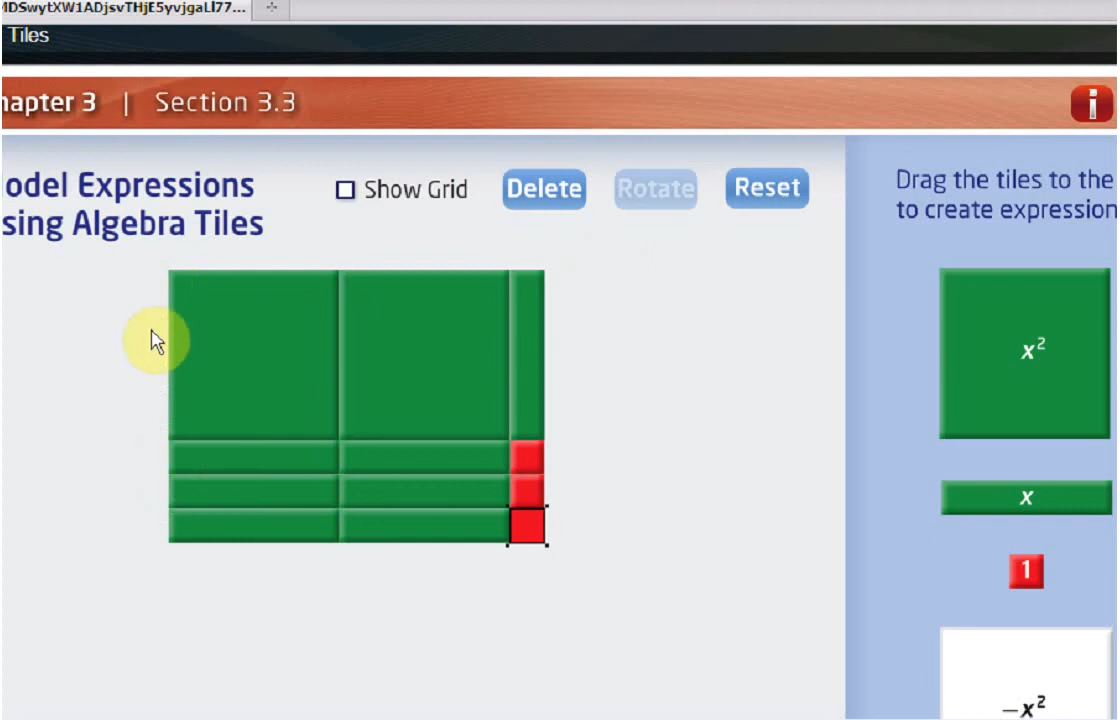 MDSwytXW1ADjsvTHjE5yvjgaLl77...
Tiles
hapter 3 | Section 3.3
i
odel Expressions
sing Algebra Tiles
Show Grid
Delete
Rotate
Reset
Drag the tiles to the
to create expression
x²
x
1
−x²